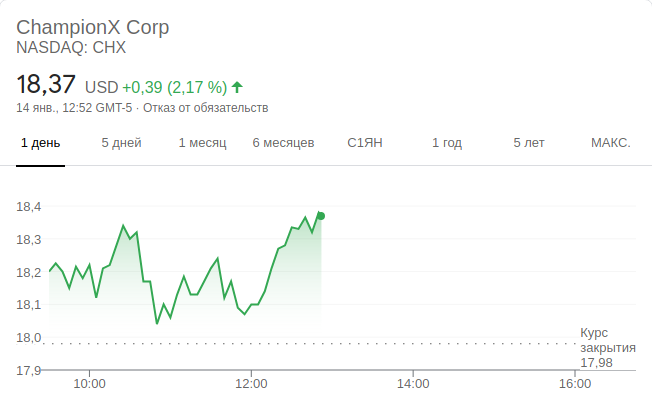 ChampionX Corp
NASDAQ: CHX
18,37 USD +0,39 (2,17 %)
14 янв., 12:52 GMT-5 · Отказ от обязательств
1 день 5 дней 1 месяц 6 месяцев С1ЯН 1 год 5 лет МАКС.
18,4
18,3
18,2
18,1
18,0
17,9
Курс
закрытия
17,98
10:00 12:00 14:00 16:00